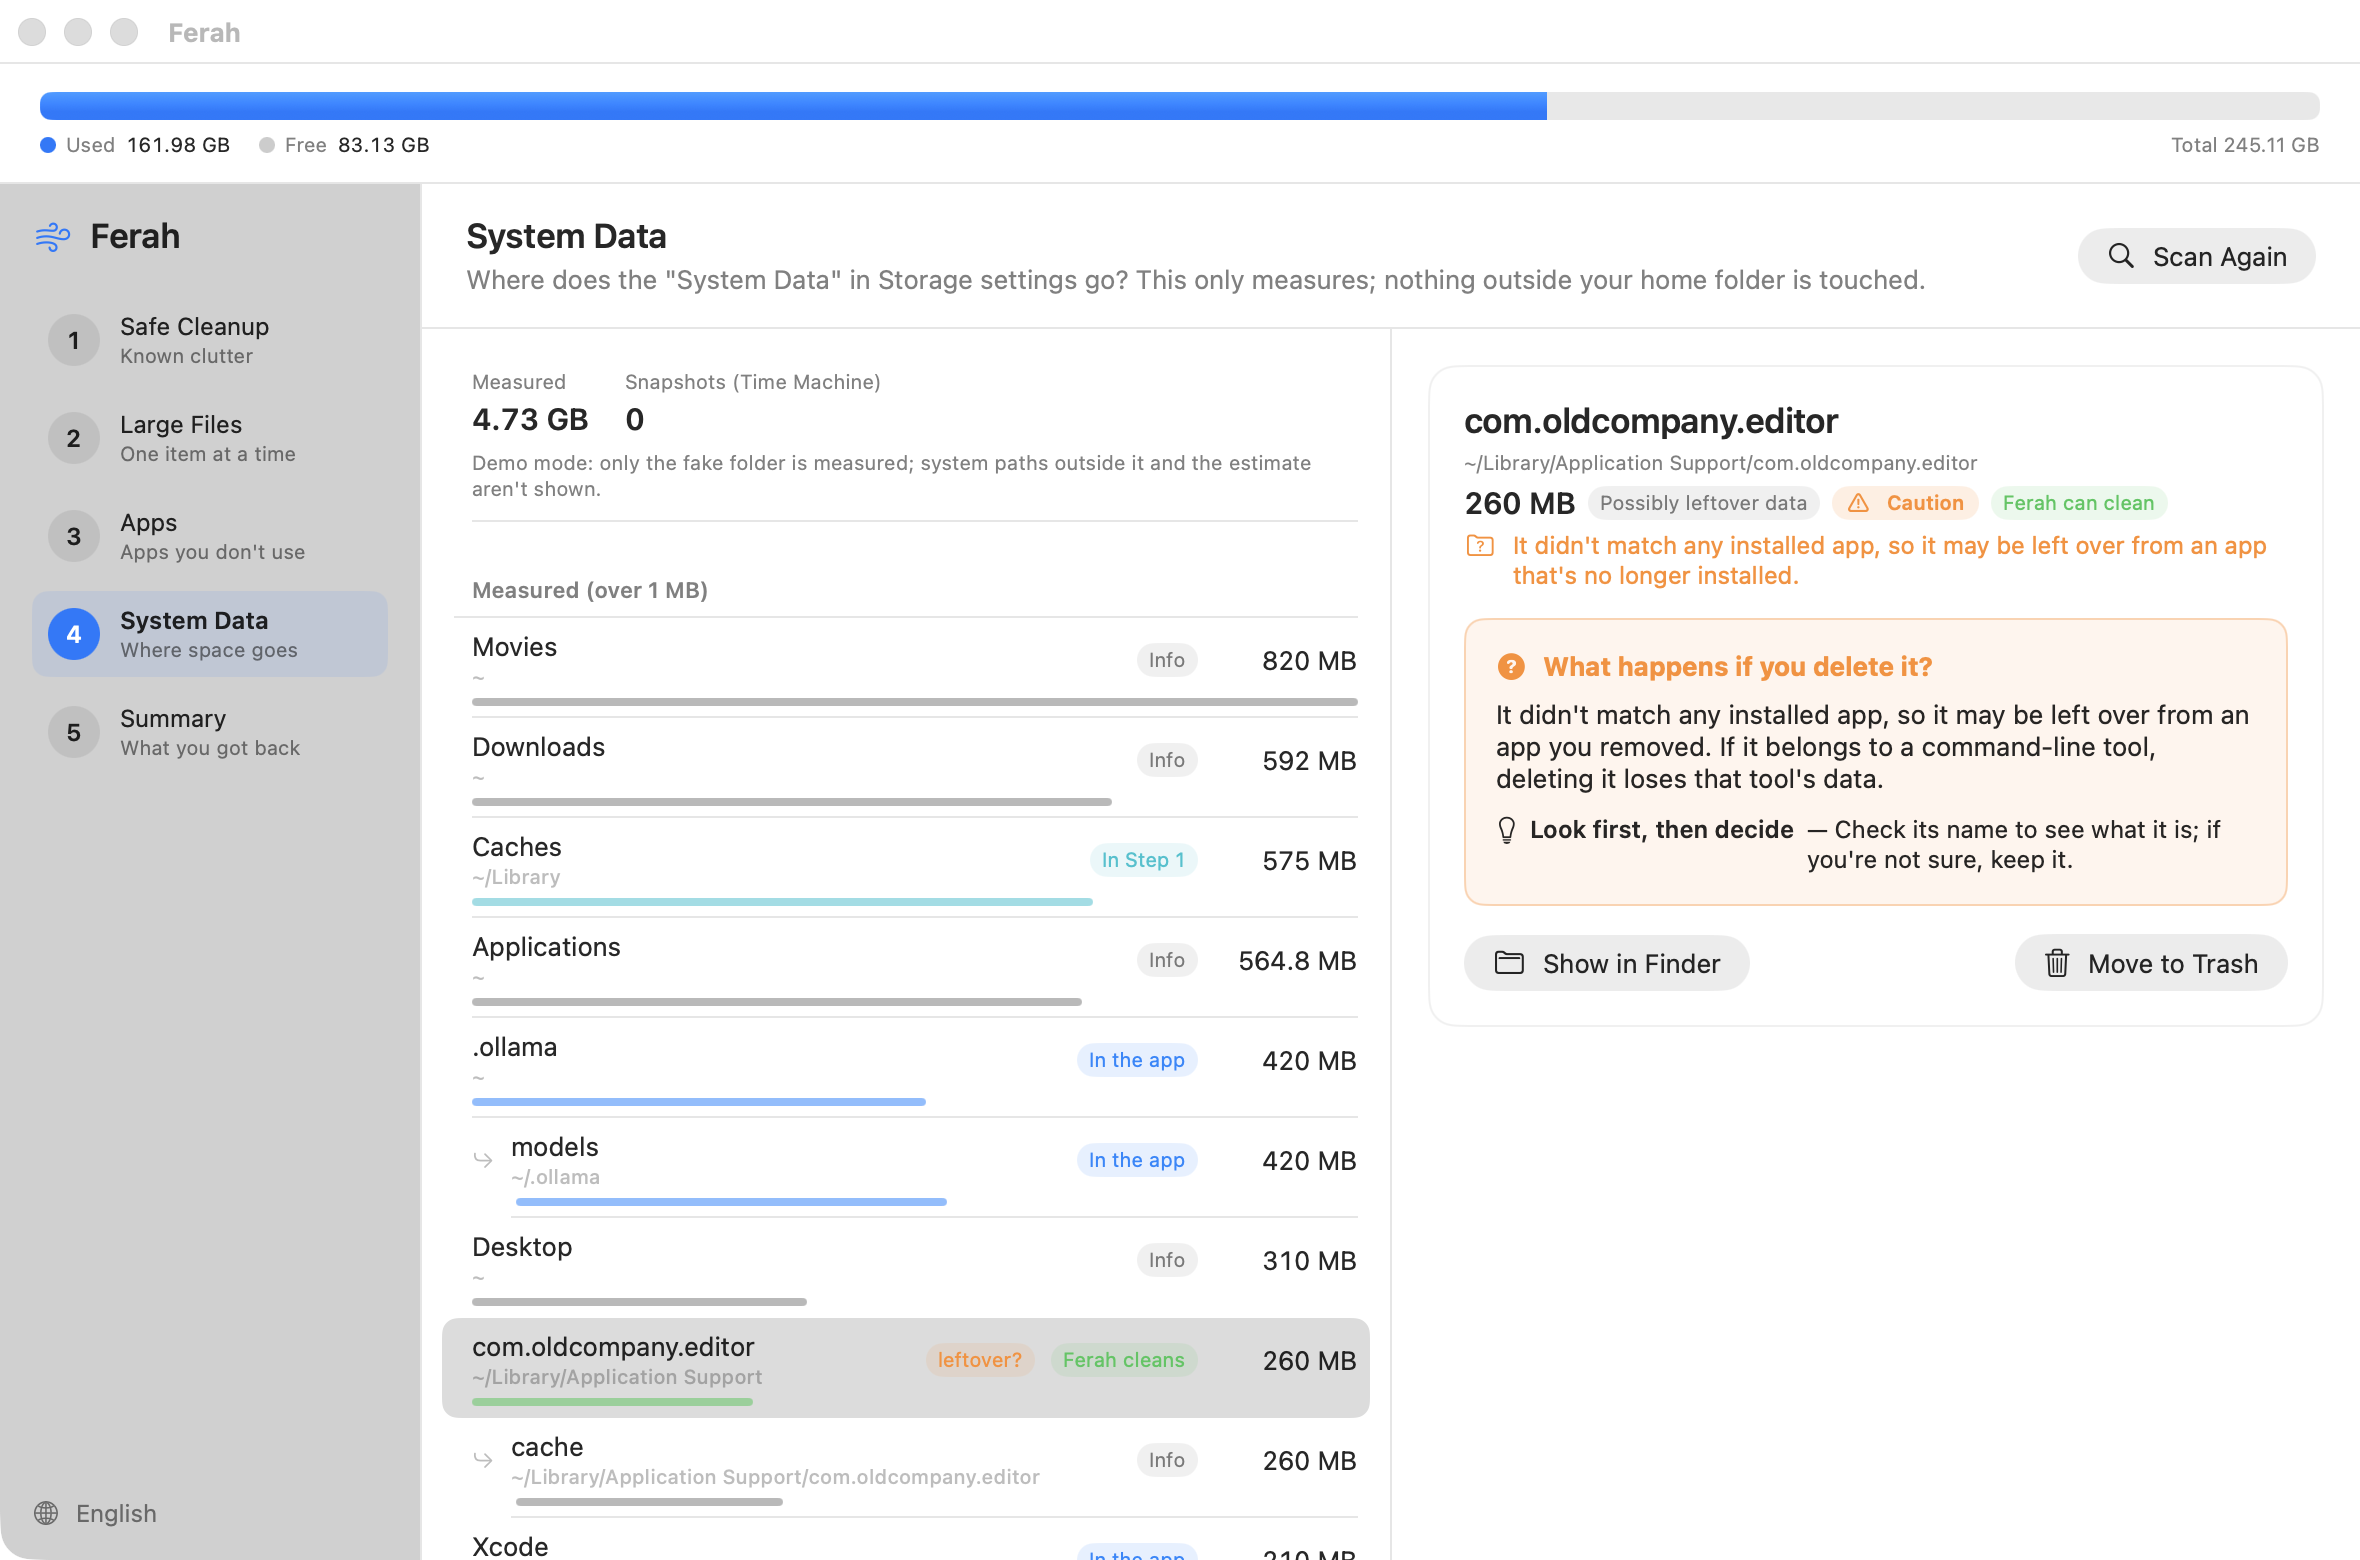 Ferah
Used 161.98 GB Free 83.13 GB
Total 245.11 GB
Ferah
1 Safe Cleanup
Known clutter
2 Large Files
One item at a time
3 Apps
Apps you don't use
4 System Data
Where space goes
5 Summary
What you got back
English
System Data
Where does the "System Data" in Storage settings go? This only measures; nothing outside your home folder is touched.
Scan Again
Measured Snapshots (Time Machine)
4.73 GB 0
Demo mode: only the fake folder is measured; system paths outside it and the estimate
aren't shown.
Measured (over 1 MB)
Movies Info 820 MB
~
Downloads Info 592 MB
~
Caches In Step 1 575 MB
~/Library
Applications Info 564.8 MB
~
.ollama In the app 420 MB
~
models In the app 420 MB
~/.ollama
Desktop Info 310 MB
~
com.oldcompany.editor leftover? Ferah cleans 260 MB
~/Library/Application Support
cache Info 260 MB
~/Library/Application Support/com.oldcompany.editor
Xcode In the app 210 MB
com.oldcompany.editor
~/Library/Application Support/com.oldcompany.editor
260 MB Possibly leftover data Caution Ferah can clean
It didn't match any installed app, so it may be left over from an app
that's no longer installed.
What happens if you delete it?
It didn't match any installed app, so it may be left over from an
app you removed. If it belongs to a command-line tool,
deleting it loses that tool's data.
Look first, then decide — Check its name to see what it is; if
you're not sure, keep it.
Show in Finder
Move to Trash